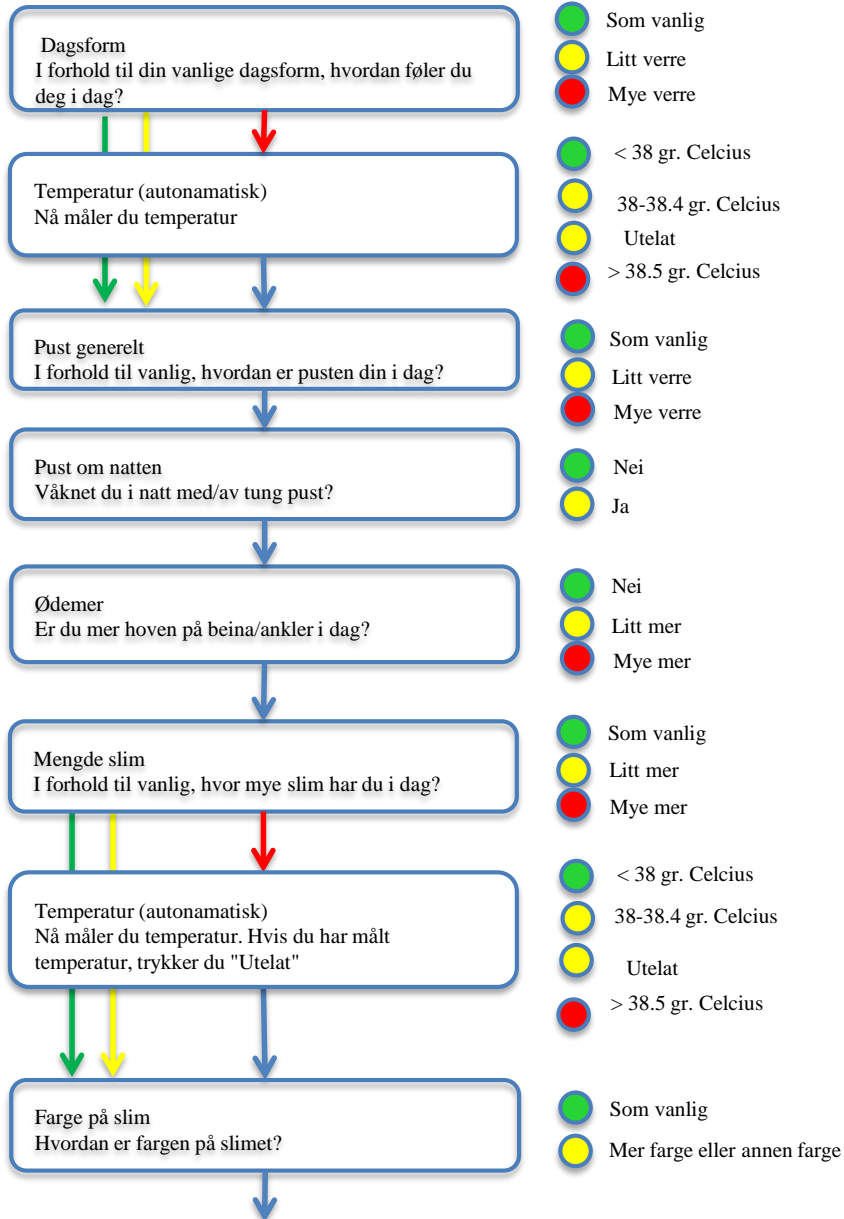 Dagsform
I forhold til din vanlige dagsform, hvordan føler du
deg i dag?
Som vanlig
Litt verre
Mye verre
Temperatur (autonamatisk)
Nå måler du temperatur
< 38 gr. Celcius
38-38.4 gr. Celcius
Utelat
> 38.5 gr. Celcius
Pust generelt
I forhold til vanlig, hvordan er pusten din i dag?
Som vanlig
Litt verre
Mye verre
Pust om natten
Våknet du i natt med/av tung pust?
Nei
Ja
Ødemer
Er du mer hoven på beina/ankler i dag?
Nei
Litt mer
Mye mer
Mengde slim
I forhold til vanlig, hvor mye slim har du i dag?
Som vanlig
Litt mer
Mye mer
Temperatur (autonamatisk)
Nå måler du temperatur. Hvis du har målt
temperatur, trykker du "Utelat"
< 38 gr. Celcius
38-38.4 gr. Celcius
Utelat
> 38.5 gr. Celcius
Farge på slim
Hvordan er fargen på slimet?
Som vanlig
Mer farge eller annen farge